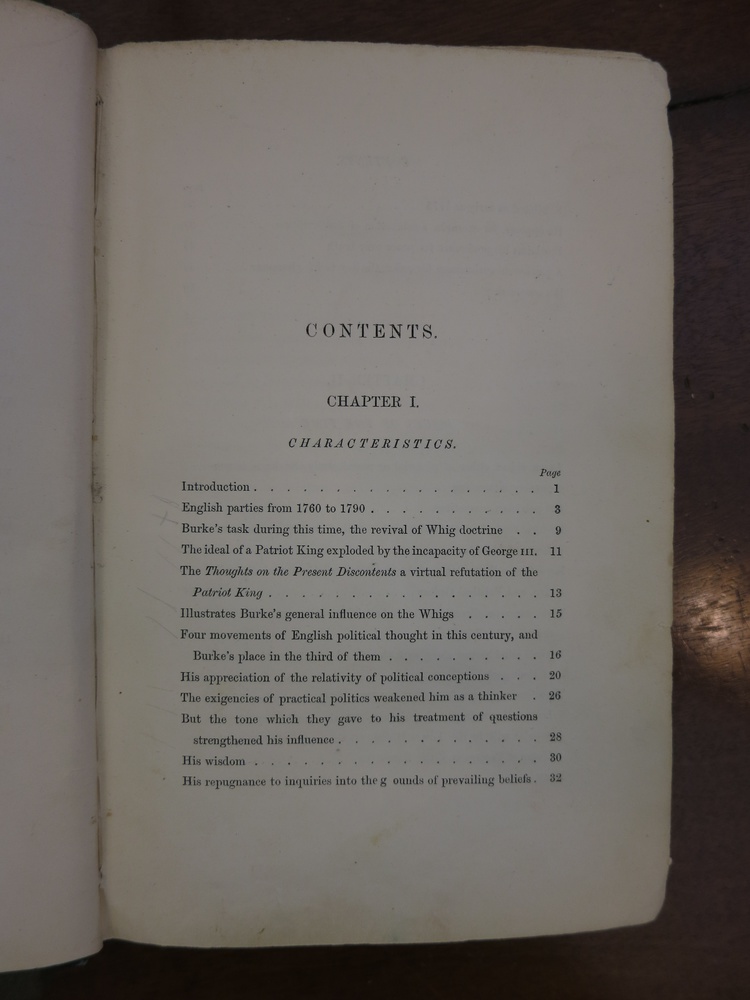 CONTENTS.
CHAPTER I.
CHARACTERISTICS.
Page
Introduction . . . . . . . . . . . . . . . . . . 1
English parties from 1760 to 1790 . . . . . . . . . . . 3
Burke's task during this time, the revival of Whig doctrine . . 9
The ideal of a Patriot King exploded by the incapacity of George III. 11
The Thoughts on the Present Discontents a virtual refutation of the
Patriot King . . . . . . . . . . . . . . . . . 13
Illustrates Burke's general influence on the Whigs . . . . . 15
Four movements of English political thought in this century, and
Burke's place in the third of them . . . . . . . . . . 16
His appreciation of the relativity of political conceptions . . . 20
The exigencies of practical politics weakened him as a thinker . 26
But the tone which they gave to his treatment of questions
strengthened his influence . . . . . . . . . . . . . 28
His wisdom . . . . . . . . . . . . . . . . . . 30
His repugnance to inquiries into the g ounds of prevailing beliefs . 32